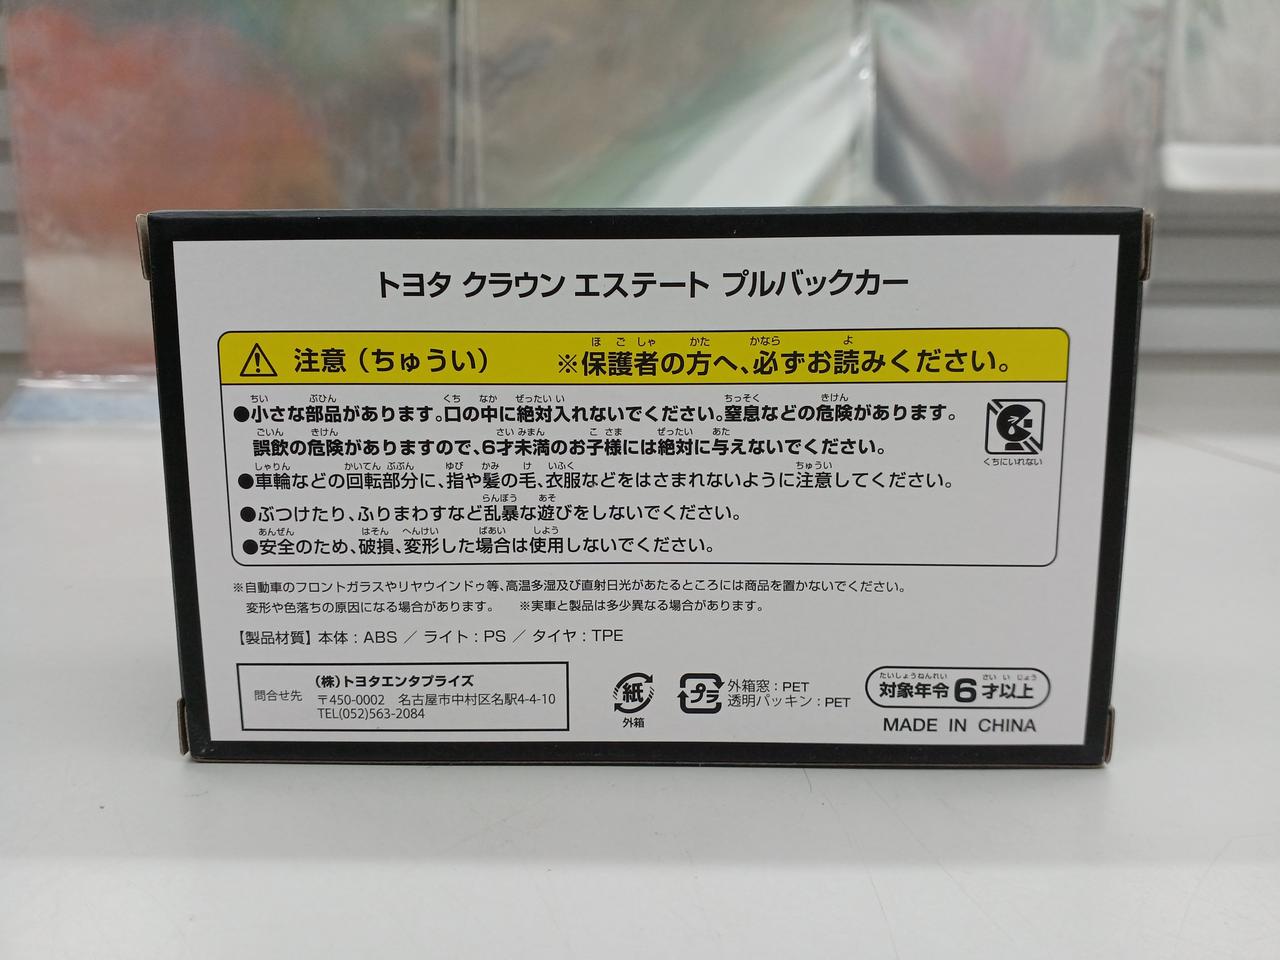 トヨタ クラウン エステート プルバックカー
注意（ちゅうい） ※保護者の方へ、必ずお読みください。
●小さな部品があります。口の中に絶対入れないでください。窒息などの危険があります。
誤飲の危険がありますので、6才未満のお子様には絶対に与えないでください。
くちにいれない
●車輪などの回転部分に、指や髪の毛、衣服などをはさまれないように注意してください。
●ぶつけたり、ふりまわすなど乱暴な遊びをしないでください。
●安全のため、破損、変形した場合は使用しないでください。
※自動車のフロントガラスやリヤウインドゥ等、高温多湿及び直射日光があたるところには商品を置かないでください。
変形や色落ちの原因になる場合があります。 ※実車と製品は多少異なる場合があります。
【製品材質】本体：ABS ／ ライト：PS ／ タイヤ：TPE
問合せ先
（株）トヨタエンタプライズ
〒450-0002 名古屋市中村区名駅4-4-10
TEL(052)563-2084
紙
外箱
プラ
外箱窓：PET
透明パッキン：PET
対象年令6才以上
MADE IN CHINA